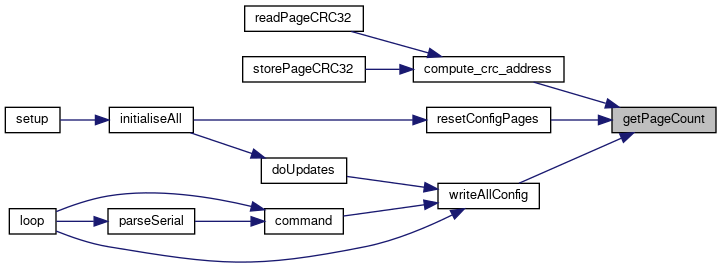 readPageCRC32
storePageCRC32
compute_crc_address
setup
initialiseAll
resetConfigPages
getPageCount
doUpdates
writeAllConfig
loop
parseSerial
command